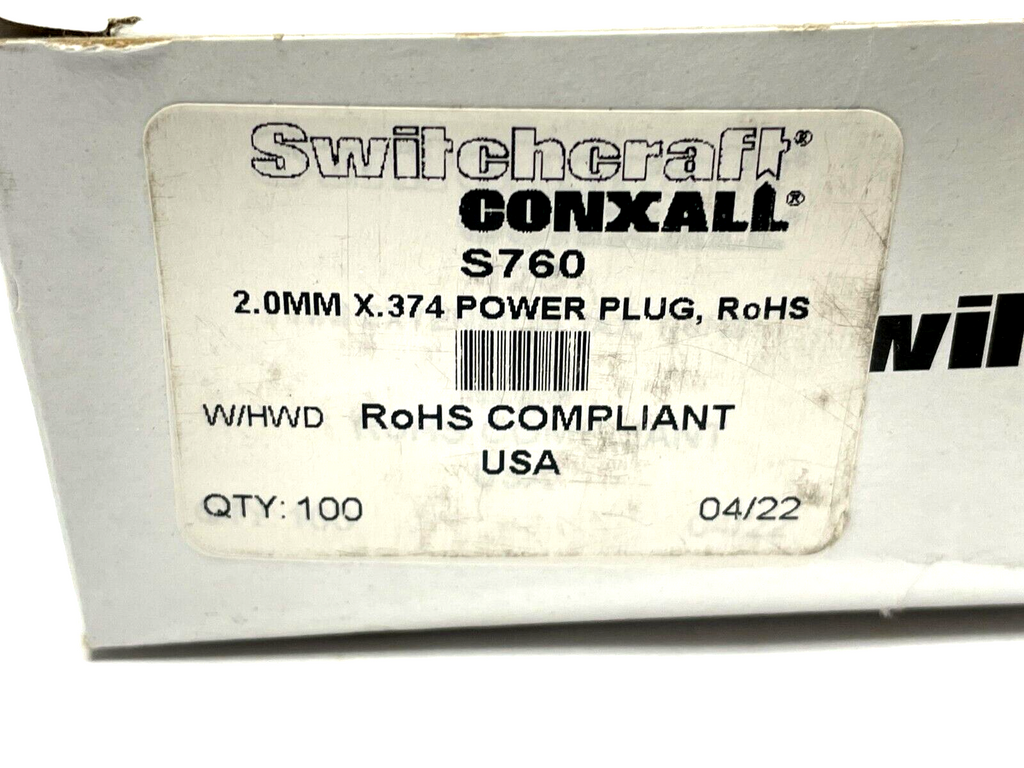 Switchcraft®
CONXALL®
S760
2.0MM X.374 POWER PLUG, RoHS
W/HWD RoHS COMPLIANT
USA
QTY: 100 04/22